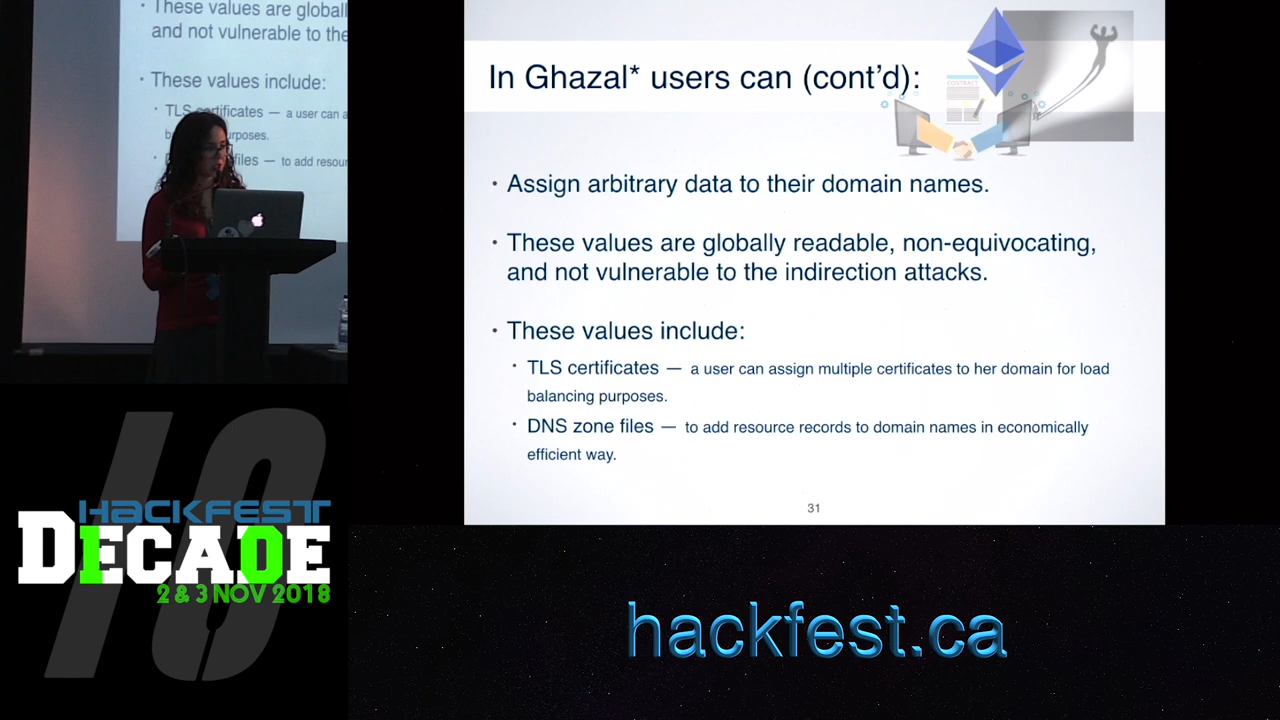 These values are globall
and not vulnerable to the
These values include:
TLS certificates — a user can a
files — to add resour
In Ghazal* users can (cont'd):
CONTRACT
• Assign arbitrary data to their domain names.
• These values are globally readable, non-equivocating,
and not vulnerable to the indirection attacks.
• These values include:
• TLS certificates — a user can assign multiple certificates to her domain for load
balancing purposes.
• DNS zone files — to add resource records to domain names in economically
efficient way.
31
10
HACKFEST
DECADE
2 & 3 NOV 2018
hackfest.ca